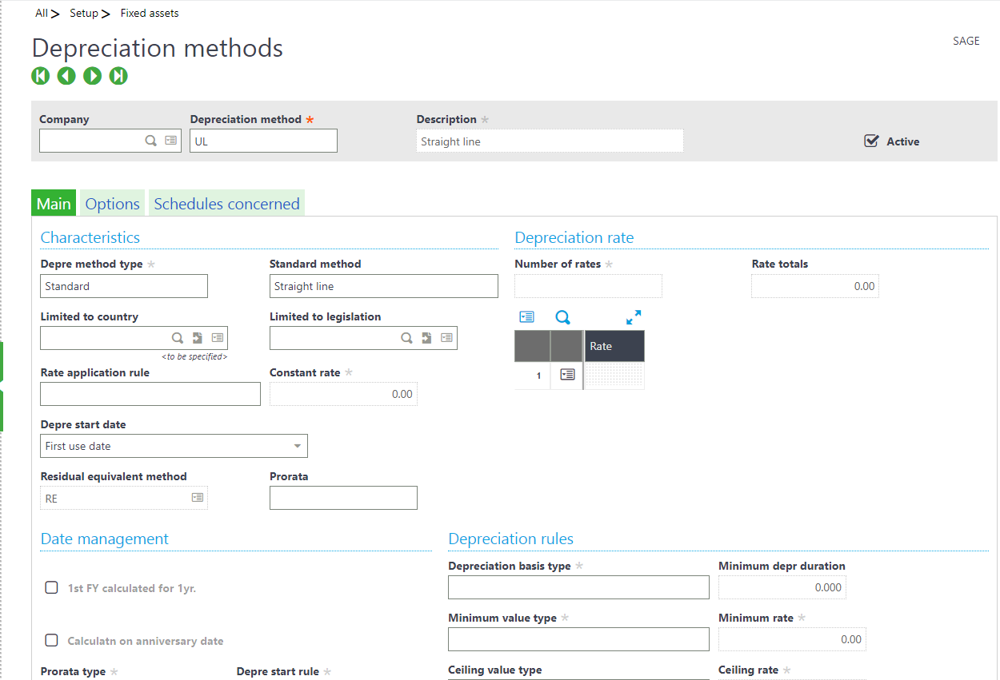 All > Setup > Fixed assets
Depreciation methods
SAGE
Company
Depreciation method *
Description *
UL
Straight line
Active
Main
Options
Schedules concerned
Characteristics
Depreciation rate
Depre method type *
Standard method
Number of rates *
Rate totals
Standard
Straight line
0.00
Limited to country
Limited to legislation
<to be specified>
Rate
1
Rate application rule
Constant rate *
0.00
Depre start date
First use date
Residual equivalent method
Prorata
RE
Date management
Depreciation rules
Depreciation basis type *
Minimum depr duration
1st FY calculated for 1yr.
0.000
Minimum value type *
Minimum rate *
Calculatn on anniversary date
0.00
Prorata type *
Depre start rule *
Ceiling value type
Ceiling rate *